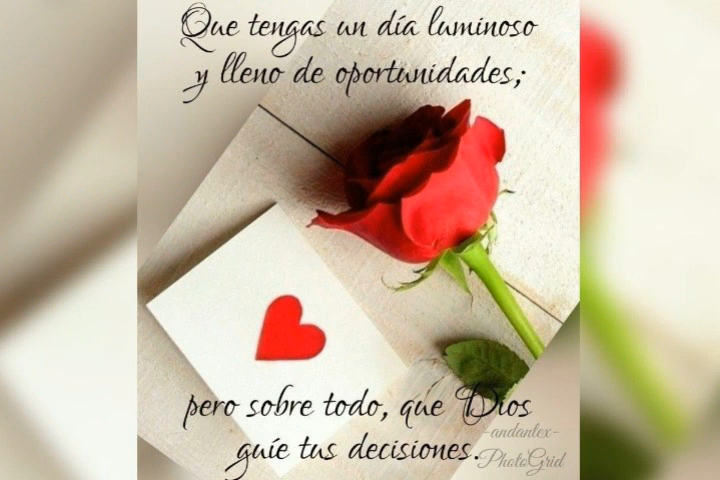 Que tengas un día luminoso
y lleno de oportunidades;
pero sobre todo, que Dios
guíe tus decisiones.
-andantex-
PhotoGrid